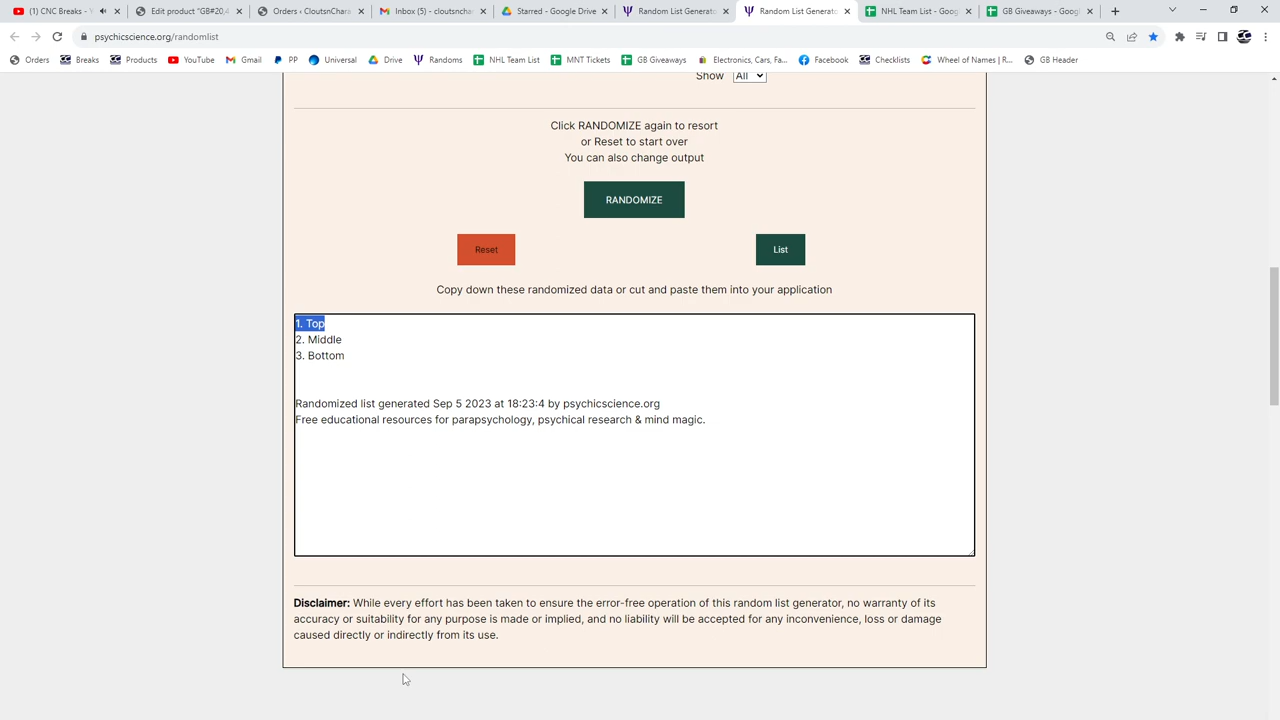 (1) CNC Breaks - Y
Edit product "GB#20,4
Orders ‹ CloutsnChara
Inbox (5) - cloutsnchar
Starred - Google Drive
Random List Generato
Random List Generato
NHL Team List - Goog
GB Giveaways - Googl
psychicscience.org/randomlist
Orders
Breaks
Products
YouTube
Gmail
PP
Universal
Drive
Randoms
NHL Team List
MNT Tickets
GB Giveaways
Electronics, Cars, Fa...
Facebook
Checklists
Wheel of Names | R...
GB Header
Show All
Click RANDOMIZE again to resort
or Reset to start over
You can also change output
RANDOMIZE
Reset
List
Copy down these randomized data or cut and paste them into your application
1. Top
2. Middle
3. Bottom
Randomized list generated Sep 5 2023 at 18:23:4 by psychicscience.org
Free educational resources for parapsychology, psychical research & mind magic.
Disclaimer: While every effort has been taken to ensure the error-free operation of this random list generator, no warranty of its
accuracy or suitability for any purpose is made or implied, and no liability will be accepted for any inconvenience, loss or damage
caused directly or indirectly from its use.